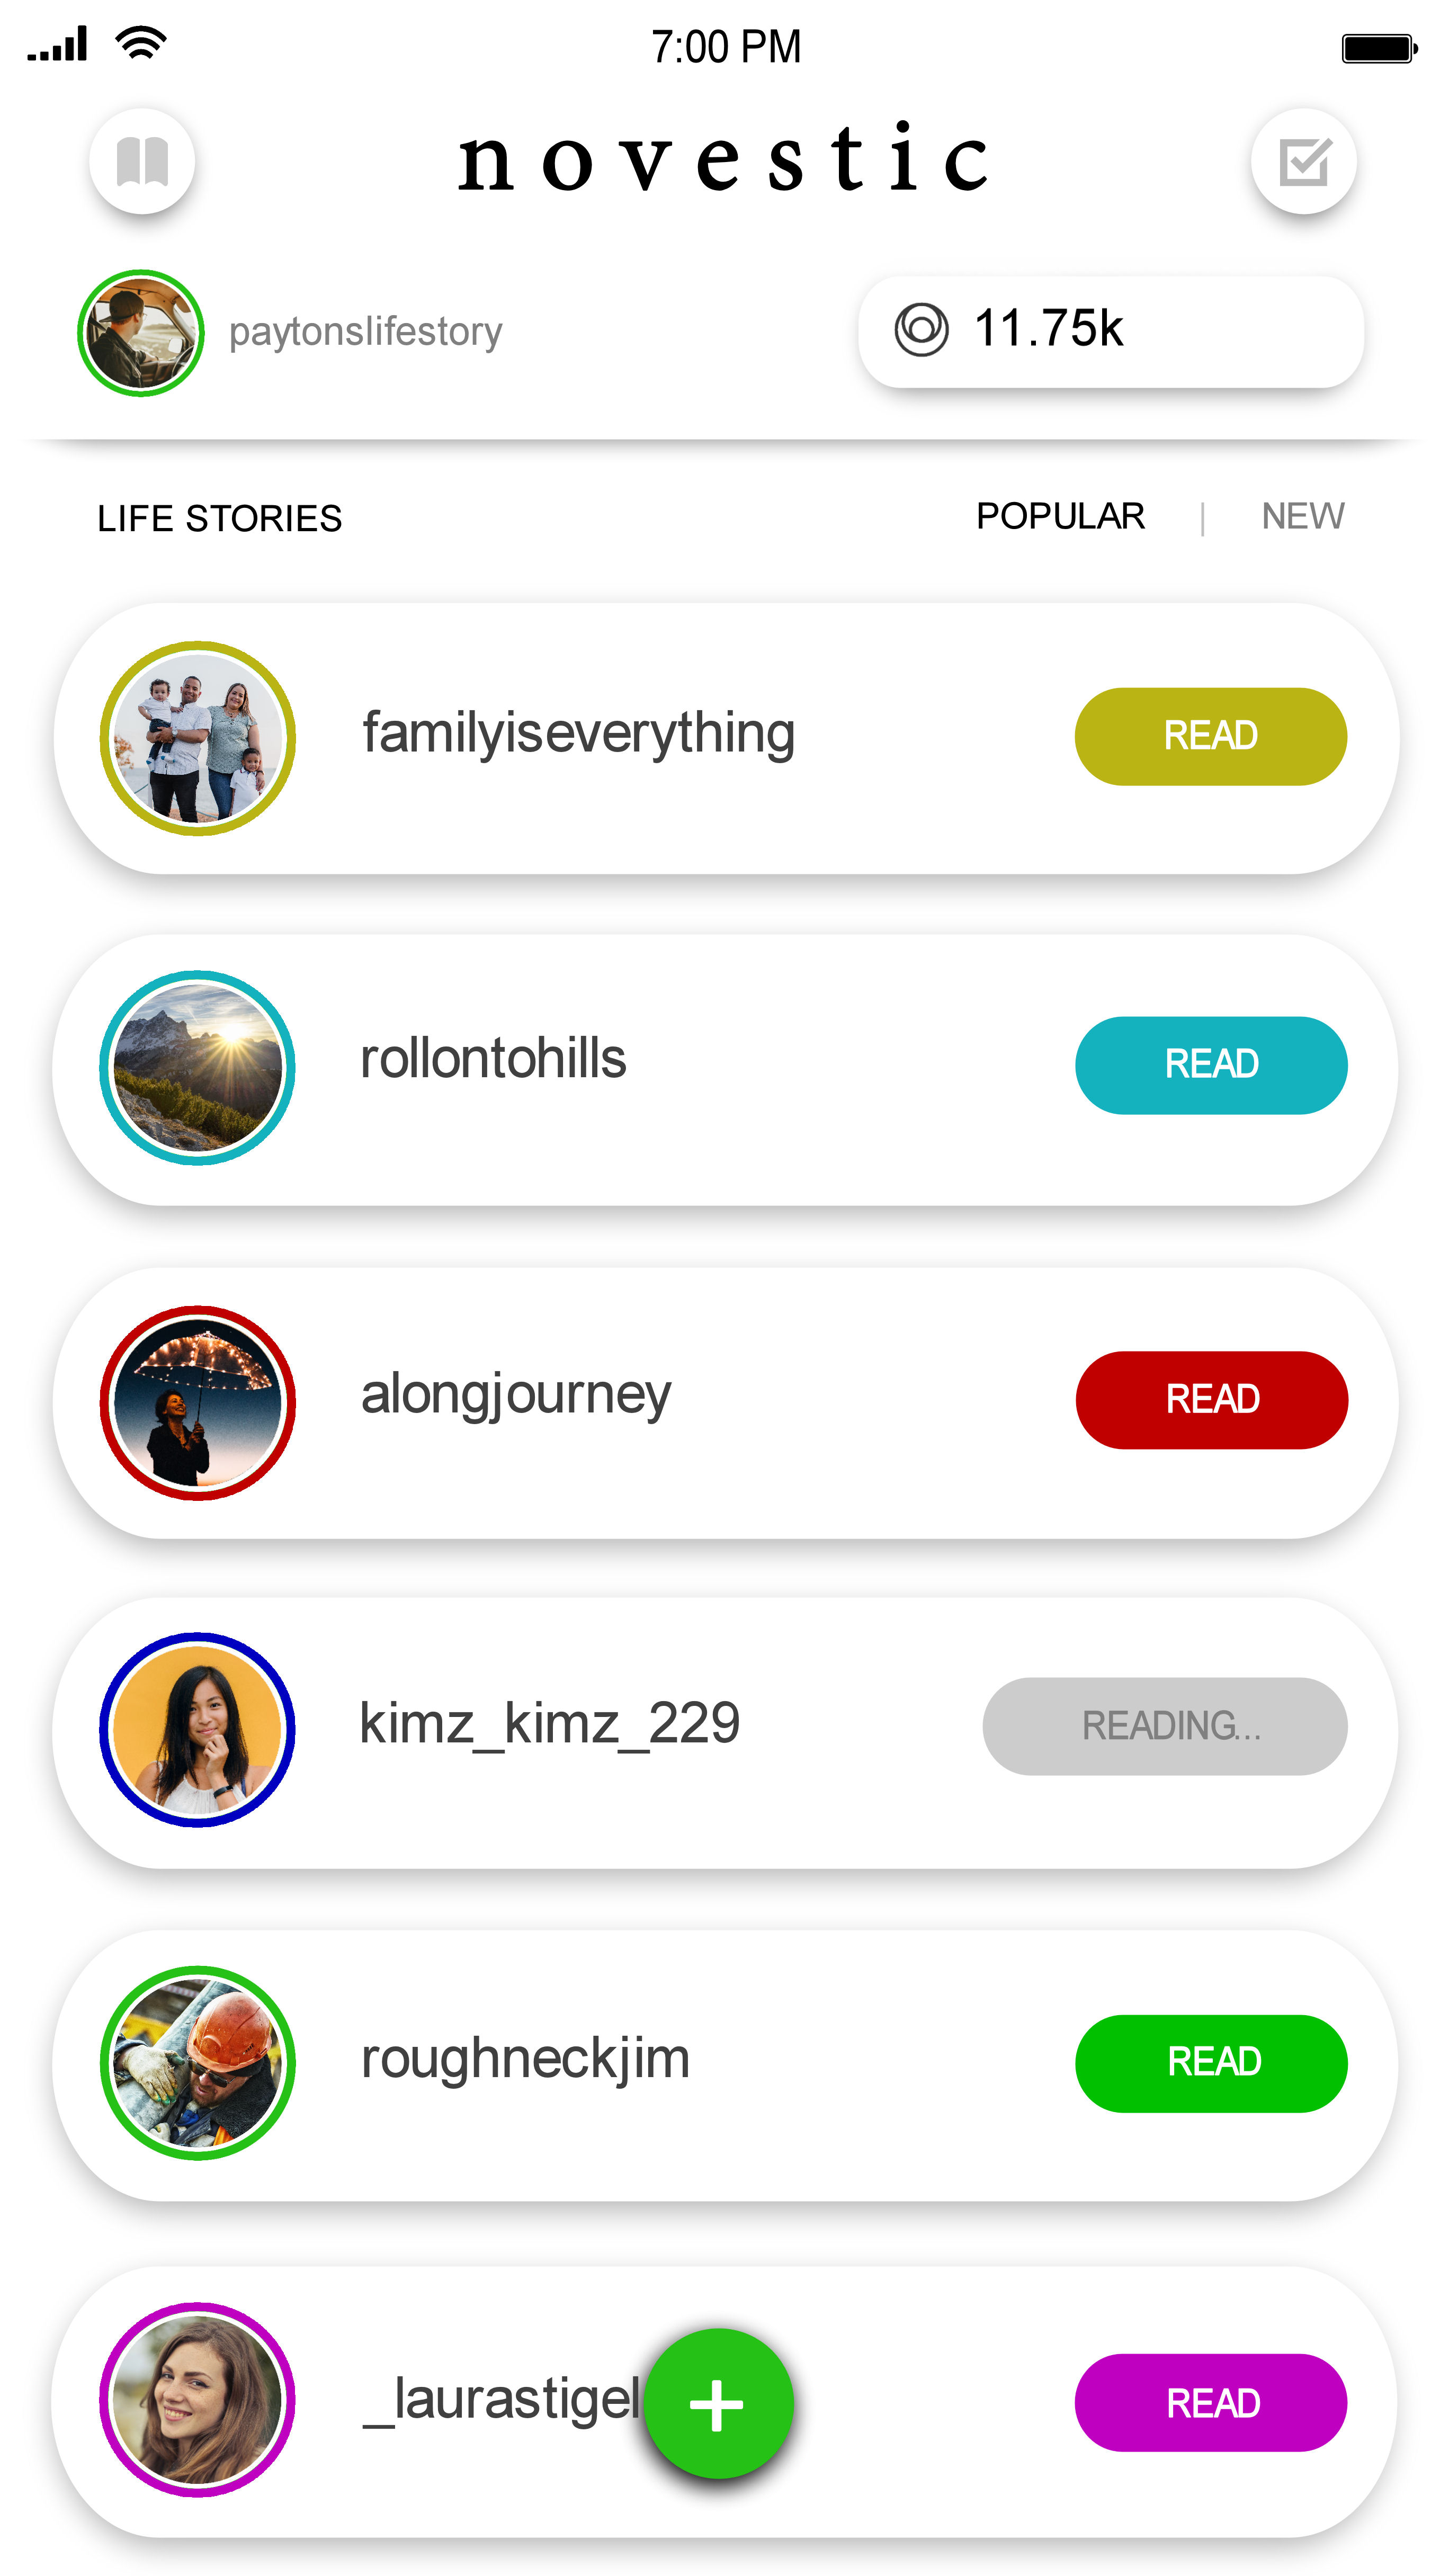 7:00 PM
novestic
paytonslifestory
11.75k
LIFE STORIES
POPULAR | NEW
familyiseverything
READ
rollontohills
READ
alongjourney
READ
kimz_kimz_229
READING...
roughneckjim
READ
_laurastigel
READ